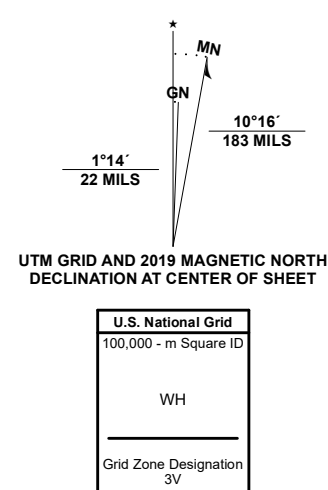 ★
MN
GN
10°16´
183 MILS
1°14´
22 MILS
UTM GRID AND 2019 MAGNETIC NORTH
DECLINATION AT CENTER OF SHEET
U.S. National Grid
100,000 - m Square ID
WH
Grid Zone Designation
3V